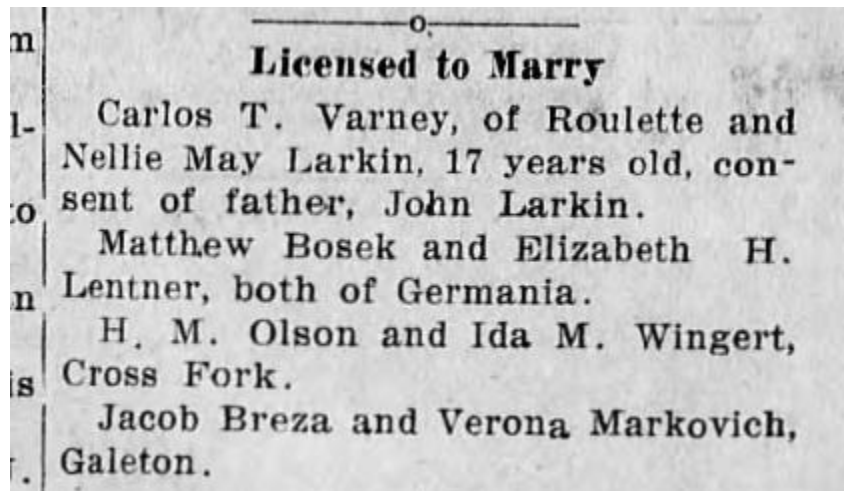 Licensed to Marry
Carlos T. Varney, of Roulette and
Nellie May Larkin, 17 years old, con-
sent of father, John Larkin.
Matthew Bosek and Elizabeth H.
Lentner, both of Germania.
H. M. Olson and Ida M. Wingert,
Cross Fork.
Jacob Breza and Verona Markovich,
Galeton.